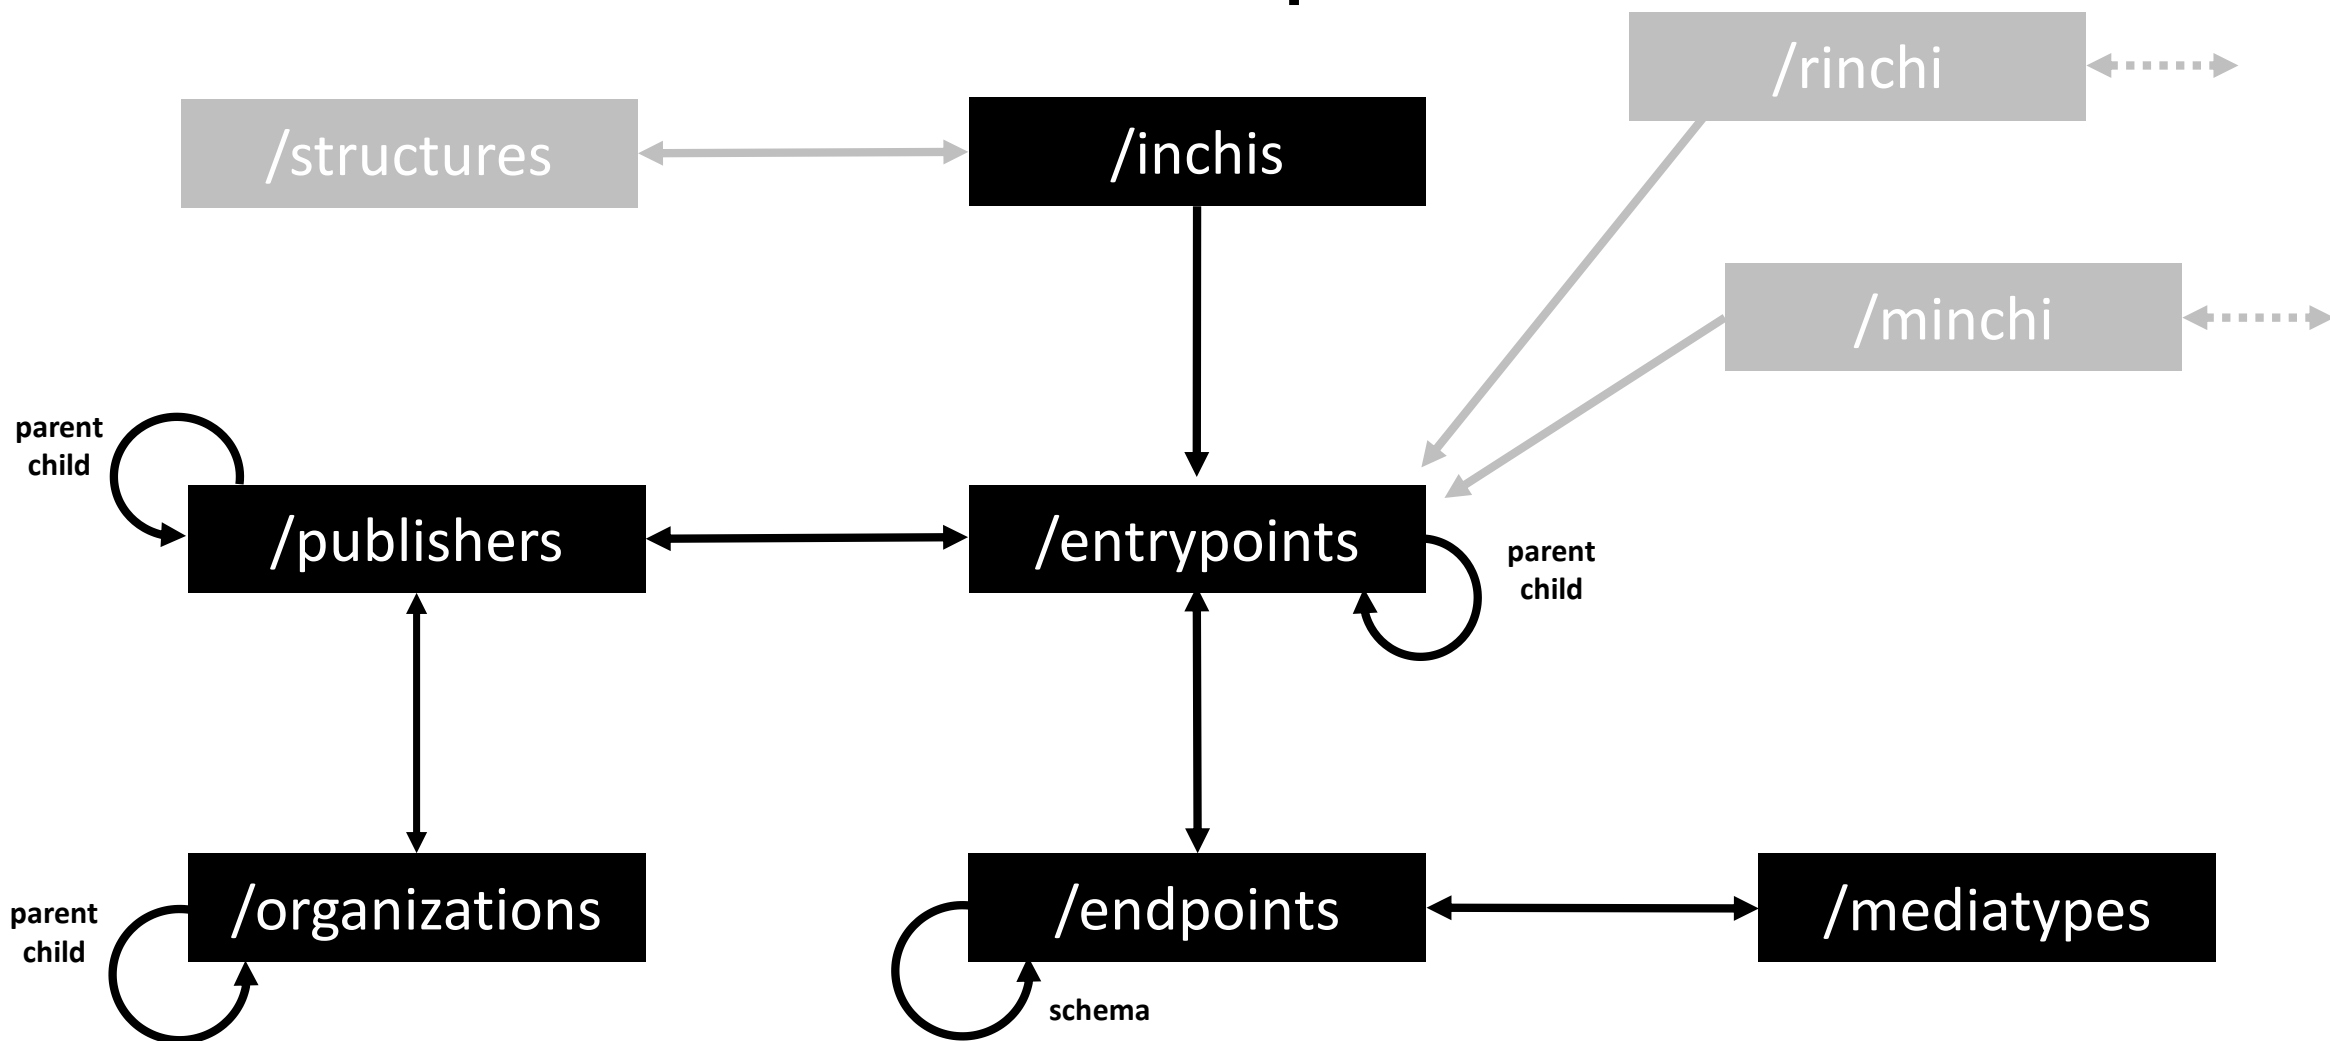 /rinchi
/structures
/inchis
/minchi
parent
child
/publishers
/entrypoints
parent
child
parent
child
/organizations
/endpoints
/mediatypes
schema